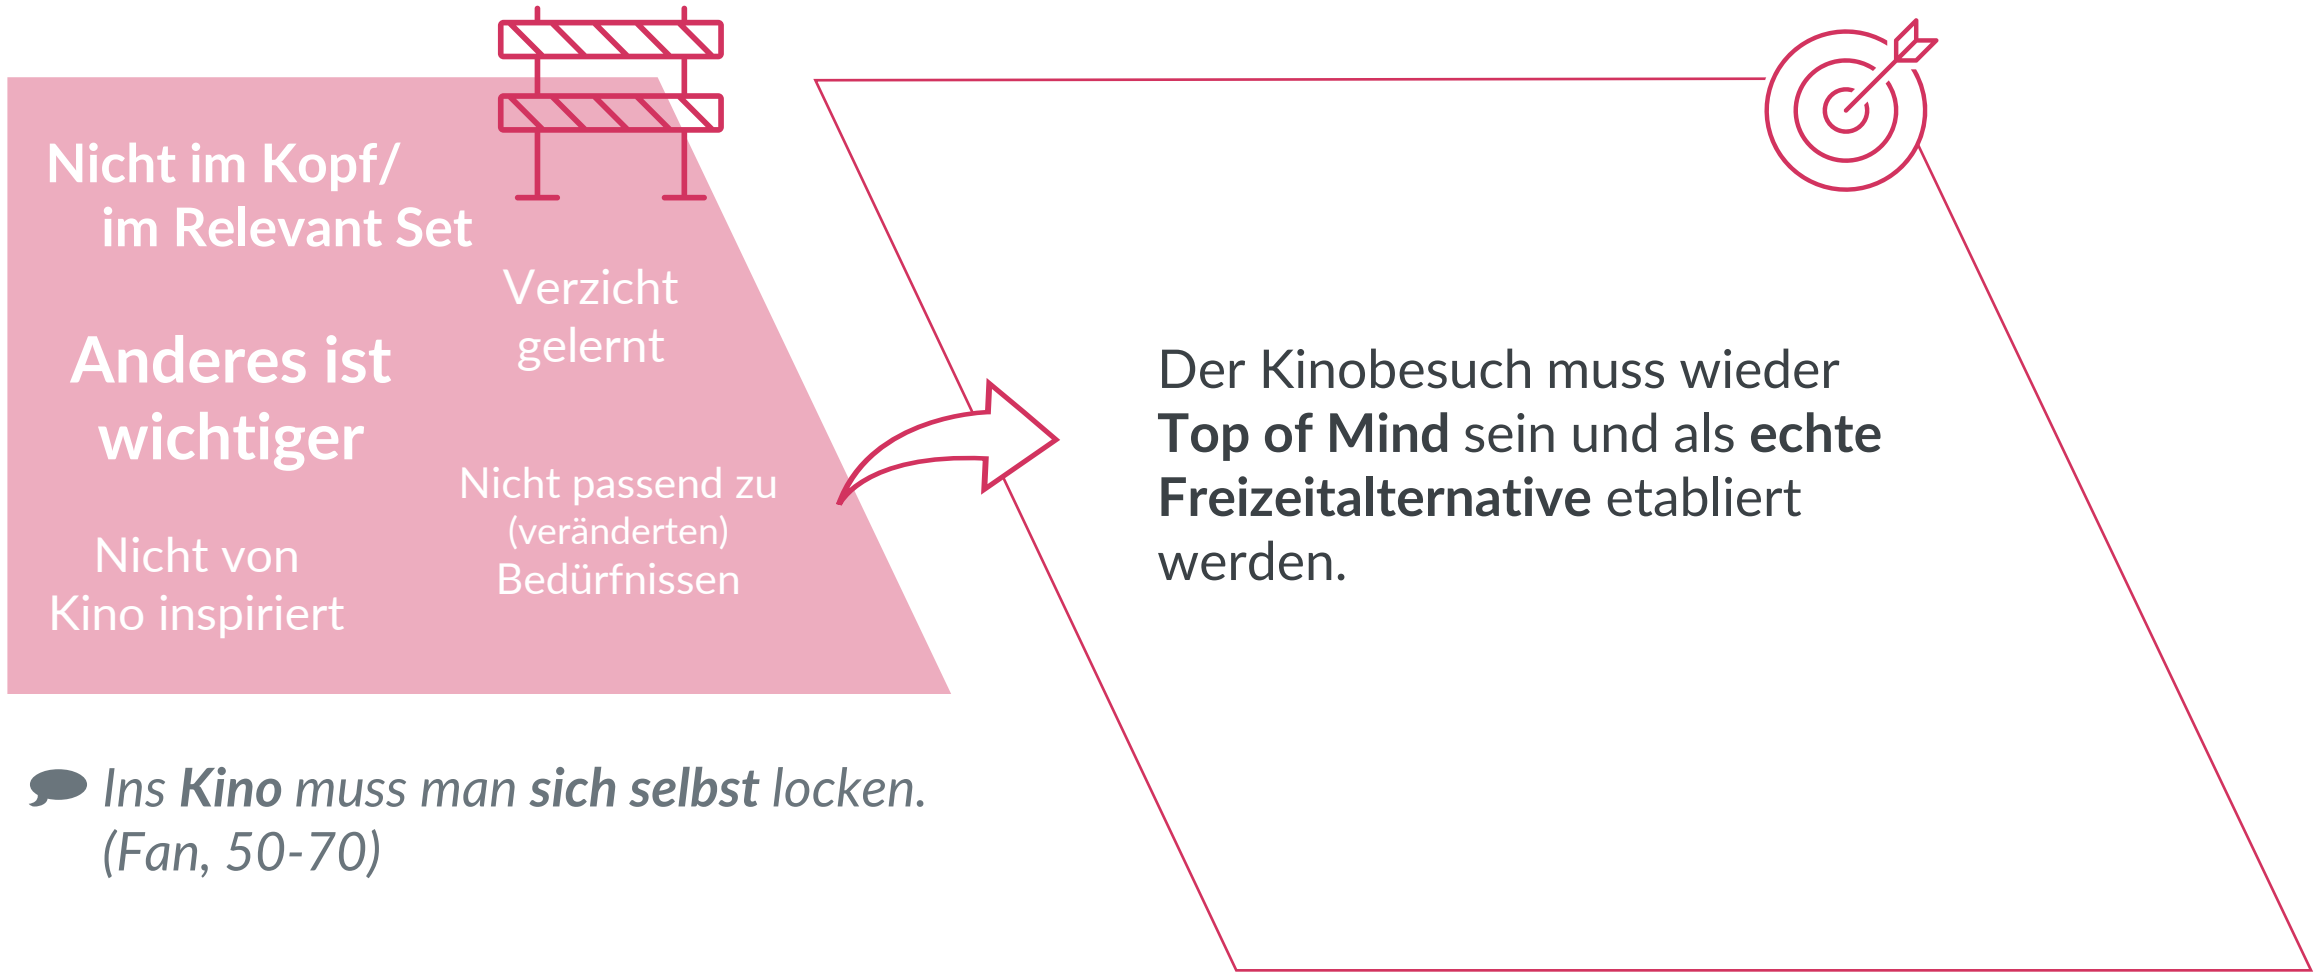 Nicht im Kopf/
im Relevant Set
Verzicht
gelernt
Anderes ist
wichtiger
Nicht passend zu
(veränderten)
Bedürfnissen
Nicht von
Kino inspiriert
Der Kinobesuch muss wieder
Top of Mind sein und als echte
Freizeitalternative etabliert
werden.
Ins Kino muss man sich selbst locken.
(Fan, 50-70)